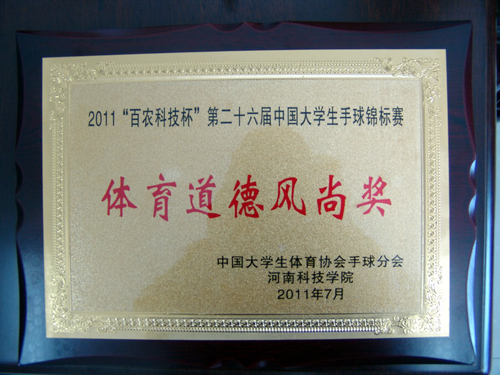 2011“百农科技杯”第二十六届中国大学生手球锦标赛
体育道德风尚奖
中国大学生体育协会手球分会
河南科技学院
2011年7月